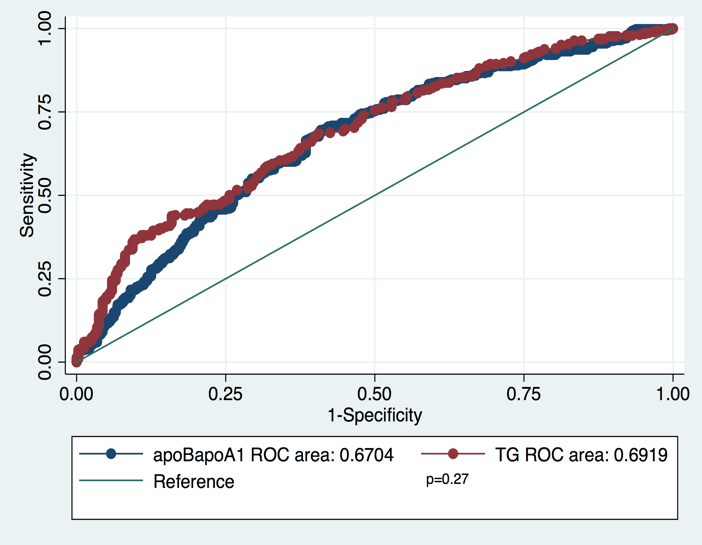 1.00
0.75
0.50
0.25
0.00
Sensitivity
0.00 0.25 0.50 0.75 1.00
1-Specificity
apoBapoA1 ROC area: 0.6704 TG ROC area: 0.6919
Reference p=0.27